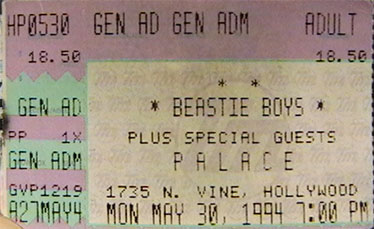 HP0530 GEN AD GEN ADM ADULT
18.50 18.50
* *
GEN AD * BEASTIE BOYS *
PP 1X PLUS SPECIAL GUESTS
GEN ADM PALACE
GVP1219 1735 N. VINE, HOLLYWOOD
A27MAY4 MON MAY 30, 1994 7:00 PM